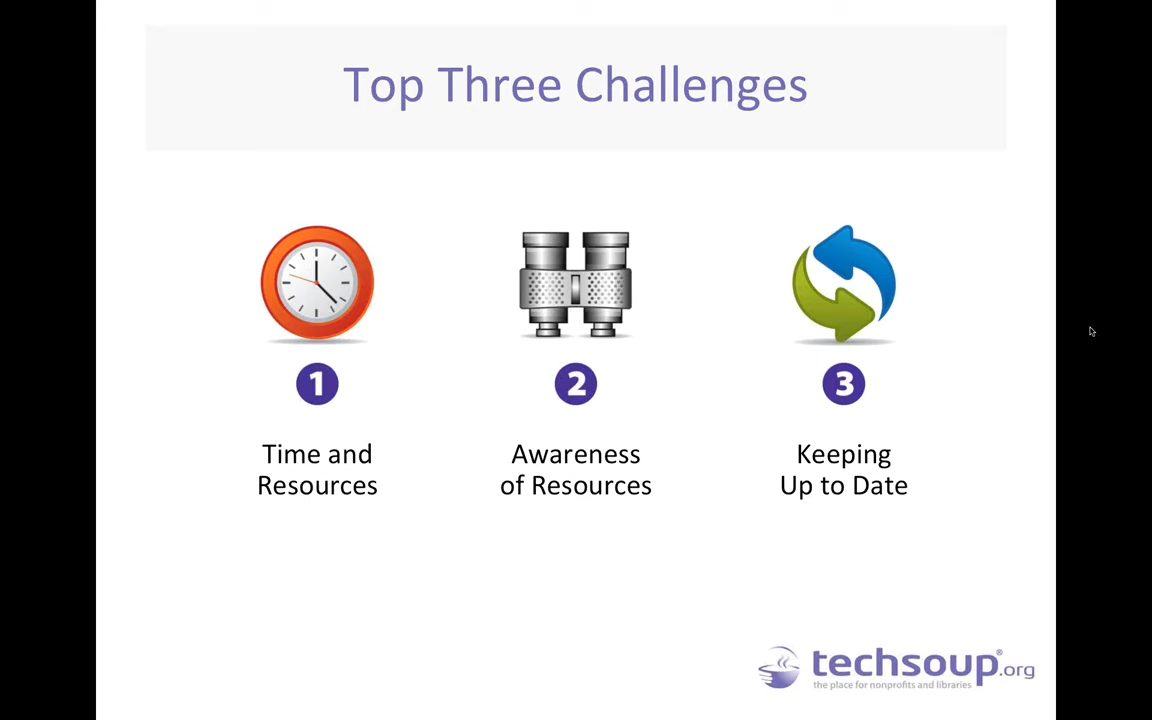 Top Three Challenges
1
2
3
Time and
Resources
Awareness
of Resources
Keeping
Up to Date
techsoup®.org
the place for nonprofits and libraries